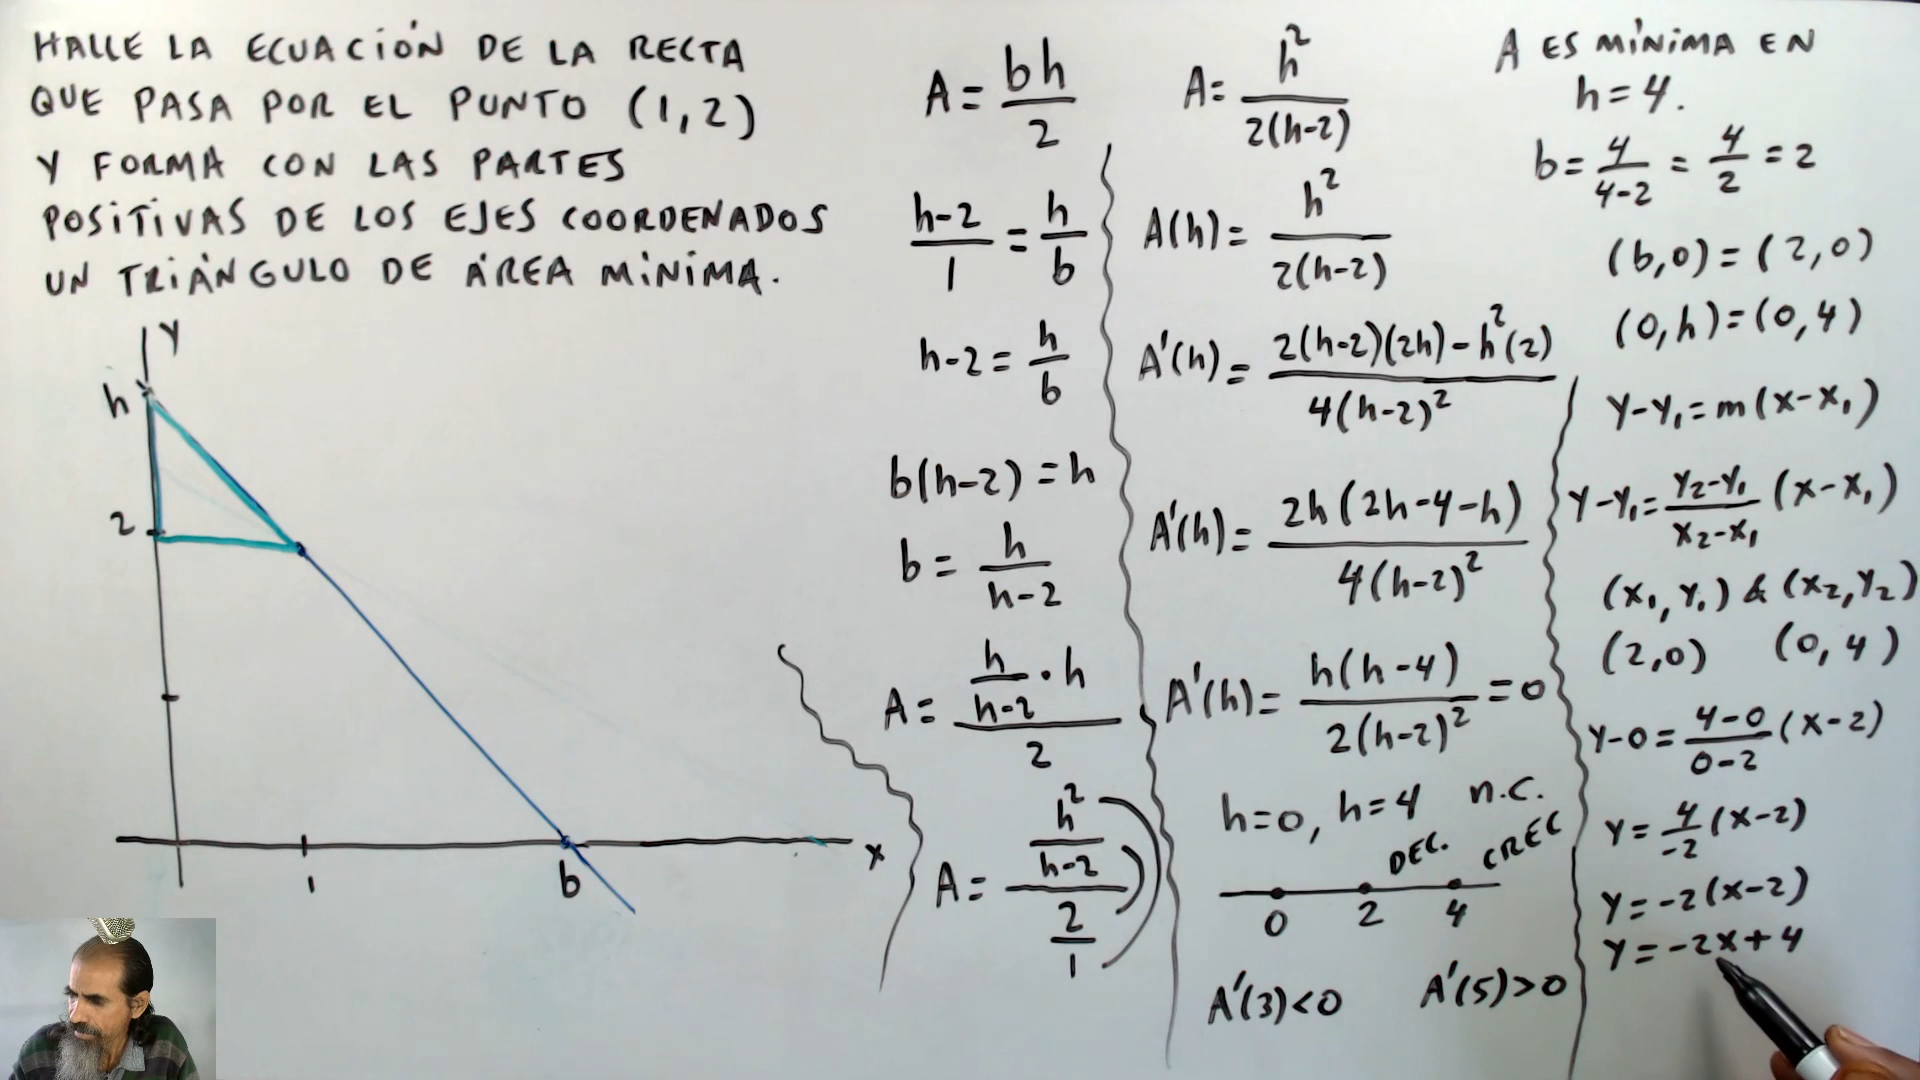 HALLE LA ECUACIÓN DE LA RECTA
QUE PASA POR EL PUNTO (1,2)
Y FORMA CON LAS PARTES
POSITIVAS DE LOS EJES COORDENADOS
UN TRIÁNGULO DE ÁREA MÍNIMA.
Y
h
2
1
b
x
A = bh/2
(h-2)/1 = h/b
h-2 = h/b
b(h-2) = h
b = h/(h-2)
A = (h/(h-2) · h)/2
A = (h²/(h-2))/(2/1)
A = h²/(2(h-2))
A(h) = h²/(2(h-2))
A'(h) = (2(h-2)(2h) - h²(2))/(4(h-2)²)
A'(h) = 2h(2h-4-h)/(4(h-2)²)
A'(h) = h(h-4)/(2(h-2)²) = 0
h=0, h=4 n.c.
DEC. CREC
0 2 4
A'(3)<0 A'(5)>0
A ES MÍNIMA EN
h=4.
b = 4/(4-2) = 4/2 = 2
(b,0) = (2,0)
(0,h) = (0,4)
Y-Y₁ = m(X-X₁)
Y-Y₁ = (Y₂-Y₁)/(X₂-X₁) (X-X₁)
(X₁,Y₁) & (X₂,Y₂)
(2,0) (0,4)
Y-0 = (4-0)/(0-2) (X-2)
Y = 4/-2 (X-2)
Y = -2(X-2)
Y = -2X+4